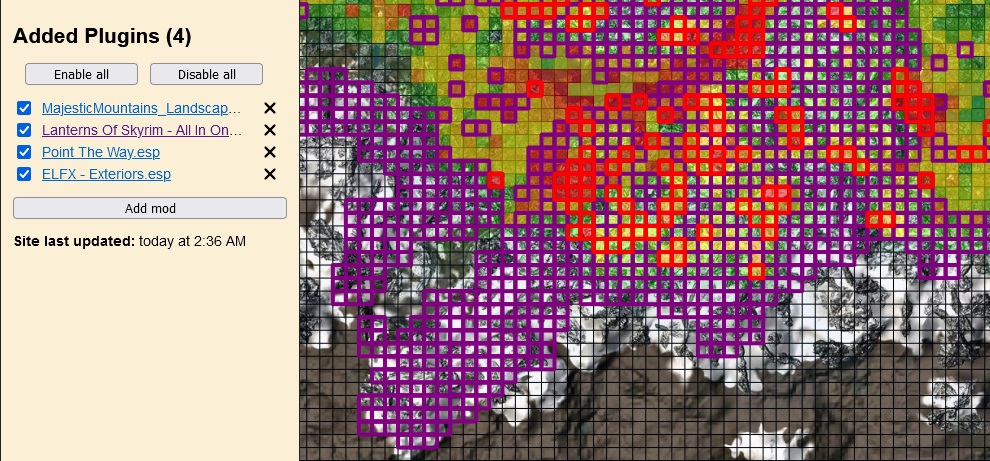 Added Plugins (4)
Enable all Disable all
MajesticMountains_Landscap...
Lanterns Of Skyrim - All In On...
Point The Way.esp
ELFX - Exteriors.esp
Add mod
Site last updated: today at 2:36 AM